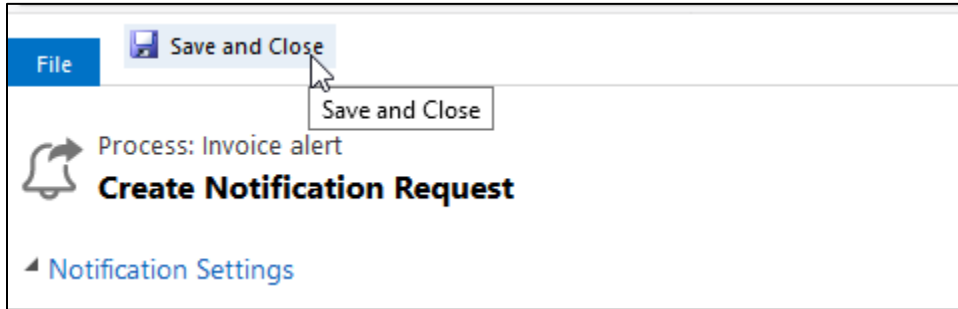 File
Save and Close
Save and Close
Process: Invoice alert
Create Notification Request
Notification Settings